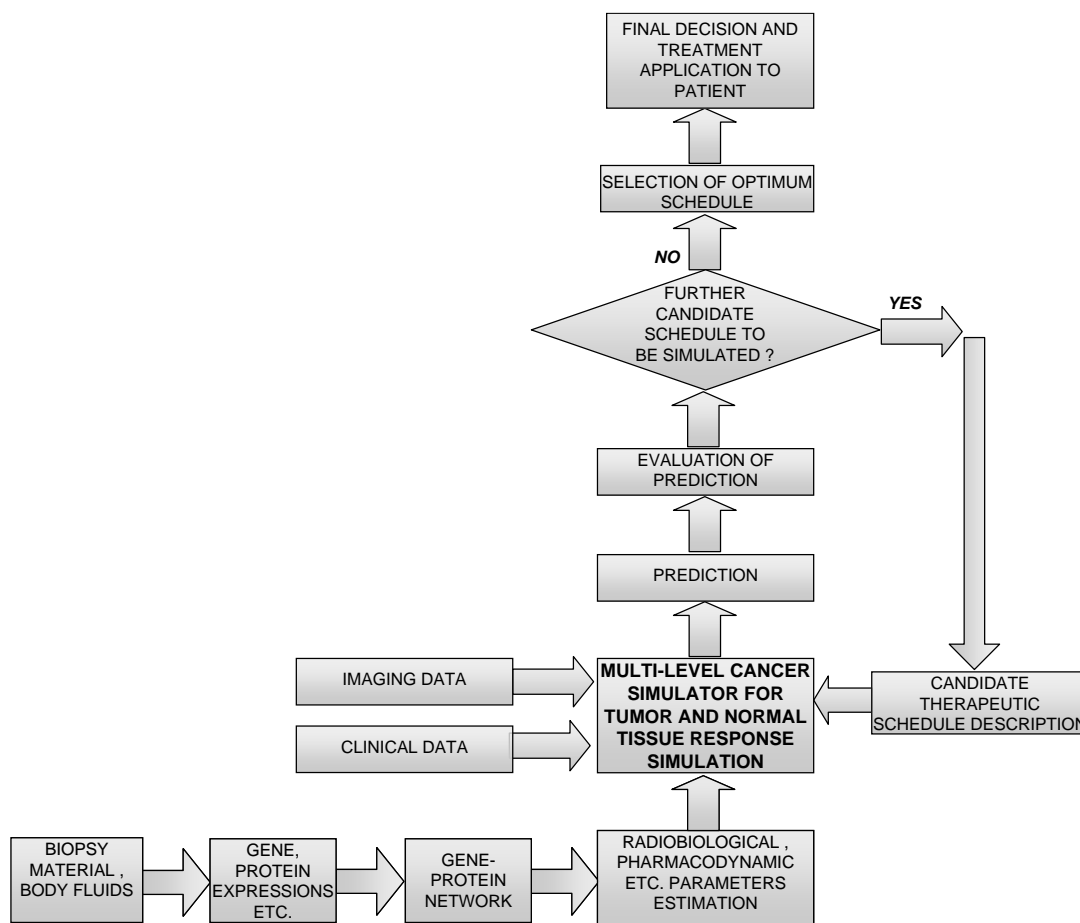 FINAL DECISION AND
TREATMENT
APPLICATION TO
PATIENT
SELECTION OF OPTIMUM
SCHEDULE
NO
FURTHER
CANDIDATE
SCHEDULE TO
BE SIMULATED ?
YES
EVALUATION OF
PREDICTION
PREDICTION
IMAGING DATA
CLINICAL DATA
MULTI-LEVEL CANCER
SIMULATOR FOR
TUMOR AND NORMAL
TISSUE RESPONSE
SIMULATION
CANDIDATE
THERAPEUTIC
SCHEDULE DESCRIPTION
BIOPSY
MATERIAL ,
BODY FLUIDS
GENE,
PROTEIN
EXPRESSIONS
ETC.
GENE-
PROTEIN
NETWORK
RADIOBIOLOGICAL ,
PHARMACODYNAMIC
ETC. PARAMETERS
ESTIMATION